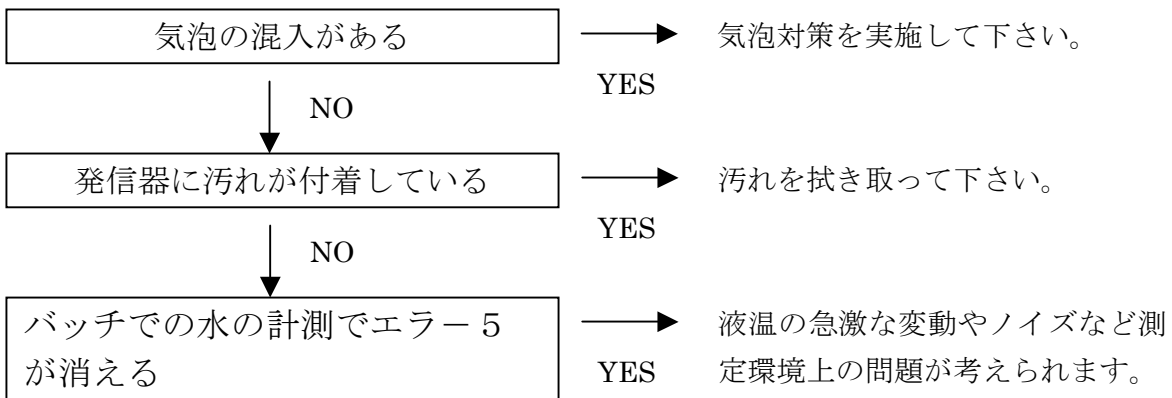 気泡の混入がある
気泡対策を実施して下さい。
YES
NO
発信器に汚れが付着している
汚れを拭き取って下さい。
YES
NO
バッチでの水の計測でエラ－５
が消える
液温の急激な変動やノイズなど測
定環境上の問題が考えられます。
YES